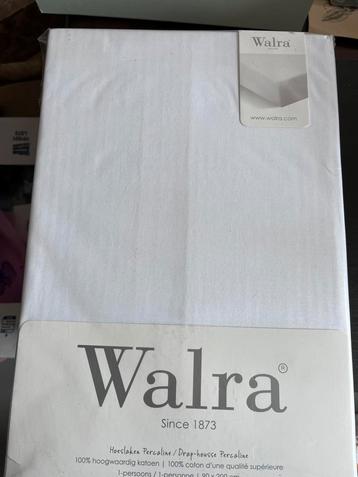 Walra
www.walra.com
Walra®
Since 1873
Hoeslaken Percaline / Drap-housse Percaline
100% hoogwaardig katoen | 100% coton d'une qualité supérieure
1-persoons / 1-personne | 90 x 200 cm